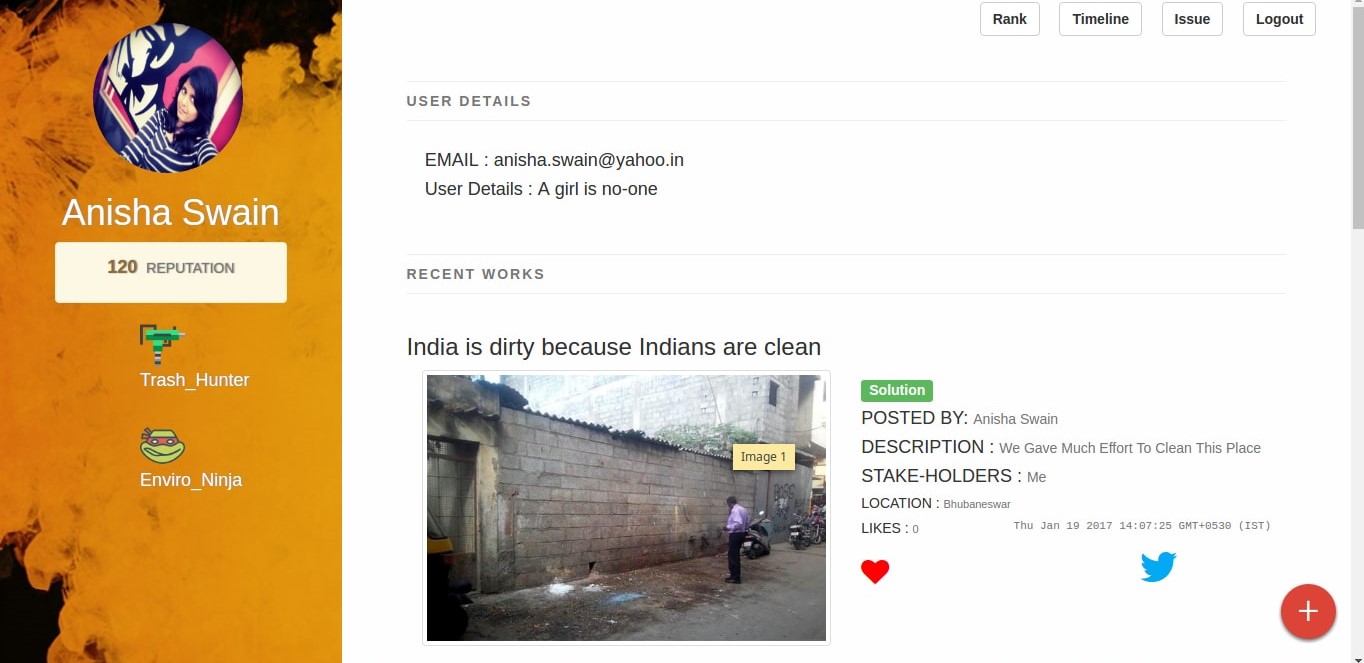 Rank Timeline Issue Logout
Anisha Swain
120 REPUTATION
Trash_Hunter
Enviro_Ninja
USER DETAILS
EMAIL : anisha.swain@yahoo.in
User Details : A girl is no-one
RECENT WORKS
India is dirty because Indians are clean
Image 1
Solution
POSTED BY: Anisha Swain
DESCRIPTION : We Gave Much Effort To Clean This Place
STAKE-HOLDERS : Me
LOCATION : Bhubaneswar
LIKES : 0
Thu Jan 19 2017 14:07:25 GMT+0530 (IST)
+